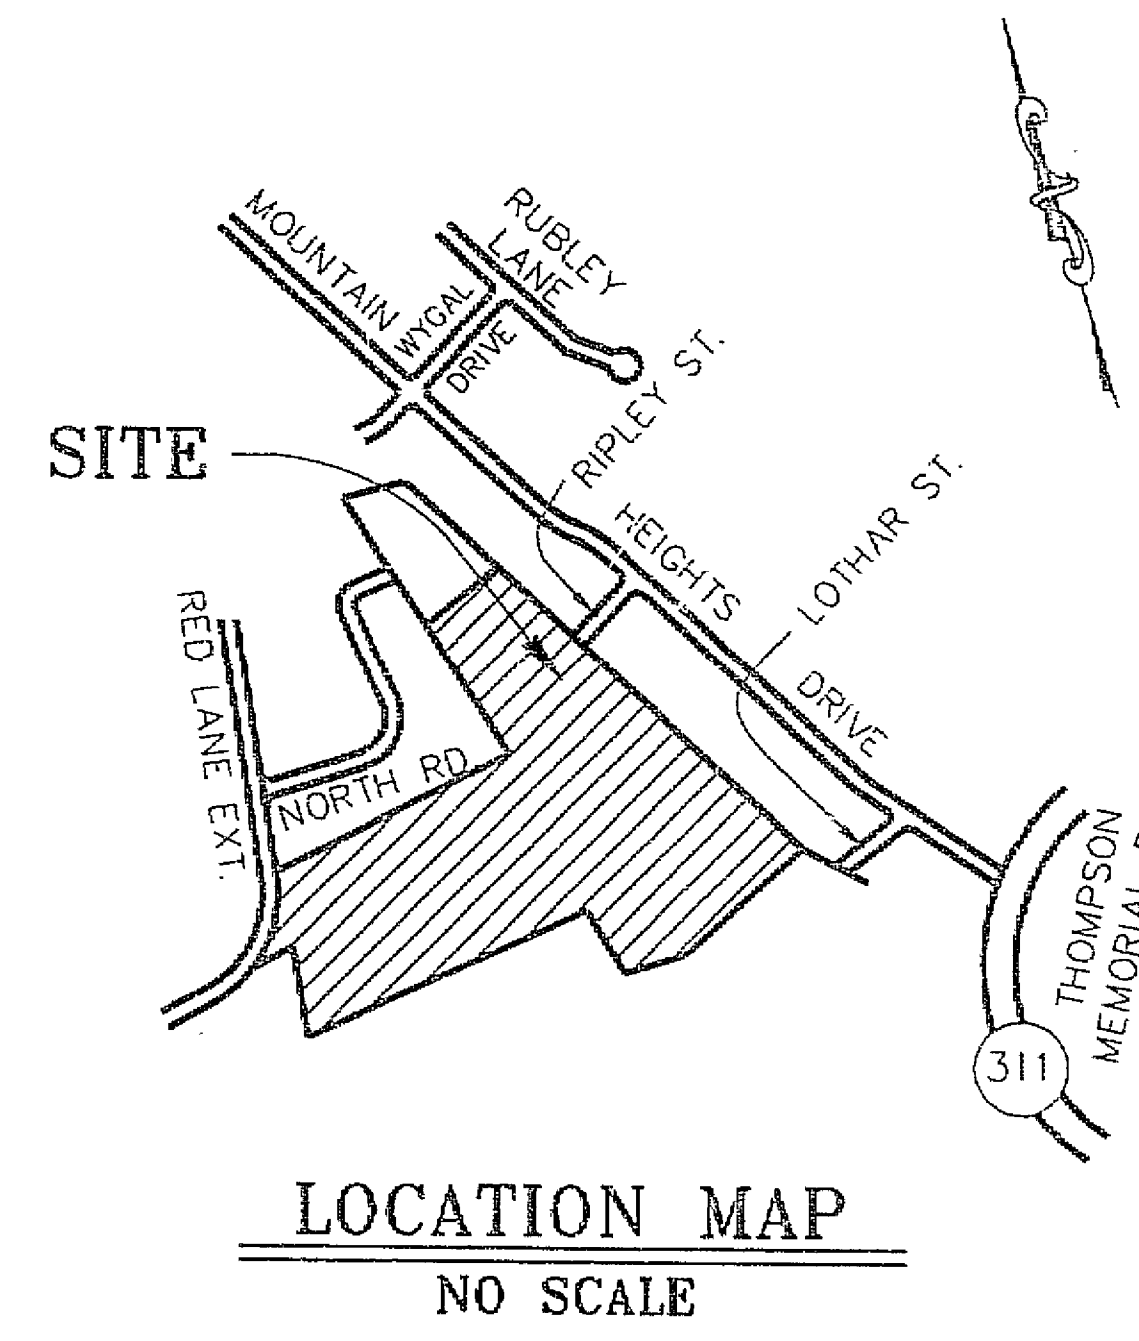 MOUNTAIN
RUBLEY
LANE
WYGAL
DRIVE
RIPLEY ST.
SITE
HEIGHTS
LOTHAR ST.
DRIVE
RED LANE EXT.
NORTH RD.
THOMPSON
MEMORIAL
311
LOCATION MAP
NO SCALE